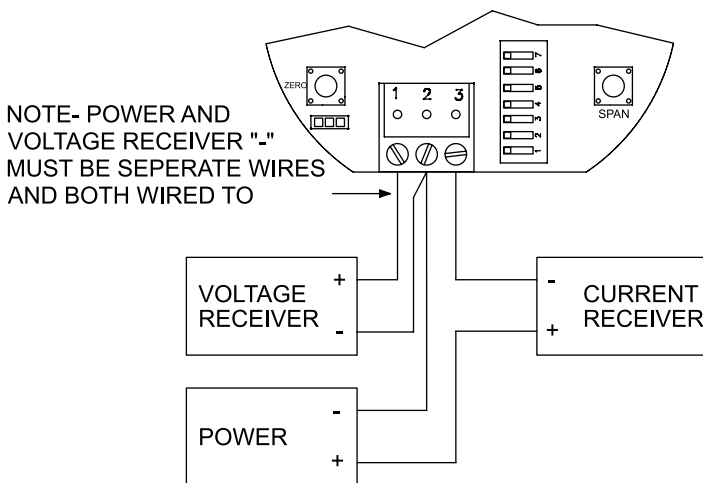 ZERO
1 2 3
7
6
5
4
3
2
1
SPAN
NOTE- POWER AND
VOLTAGE RECEIVER "-"
MUST BE SEPERATE WIRES
AND BOTH WIRED TO
+
VOLTAGE
RECEIVER
-
-
CURRENT
RECEIVER
+
-
POWER
+